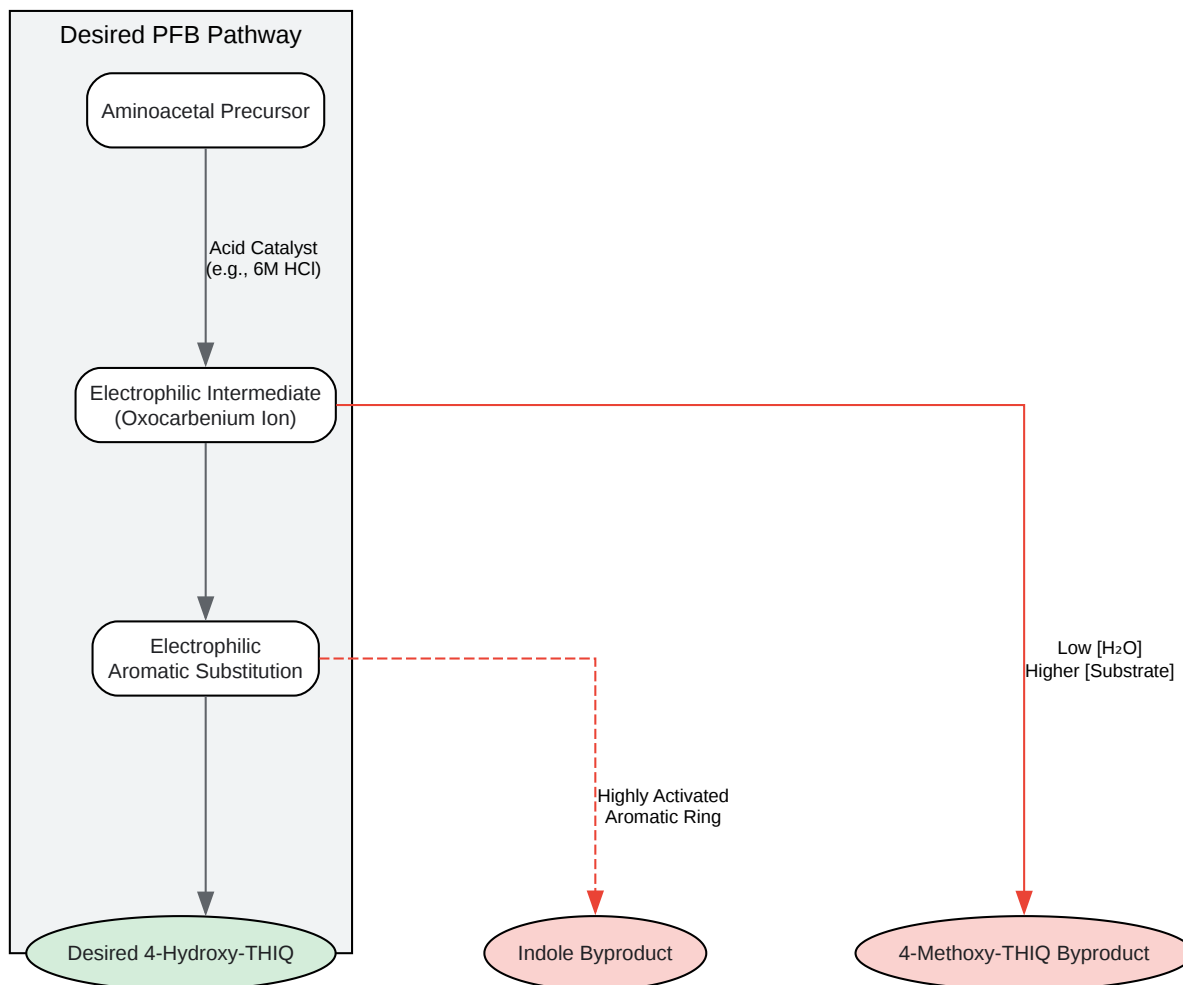 Desired PFB Pathway
Aminoacetal Precursor
Acid Catalyst
(e.g., 6M HCl)
Electrophilic Intermediate
(Oxocarbenium Ion)
Electrophilic
Aromatic Substitution
Low [H₂O]
Higher [Substrate]
Highly Activated
Aromatic Ring
Desired 4-Hydroxy-THIQ
Indole Byproduct
4-Methoxy-THIQ Byproduct